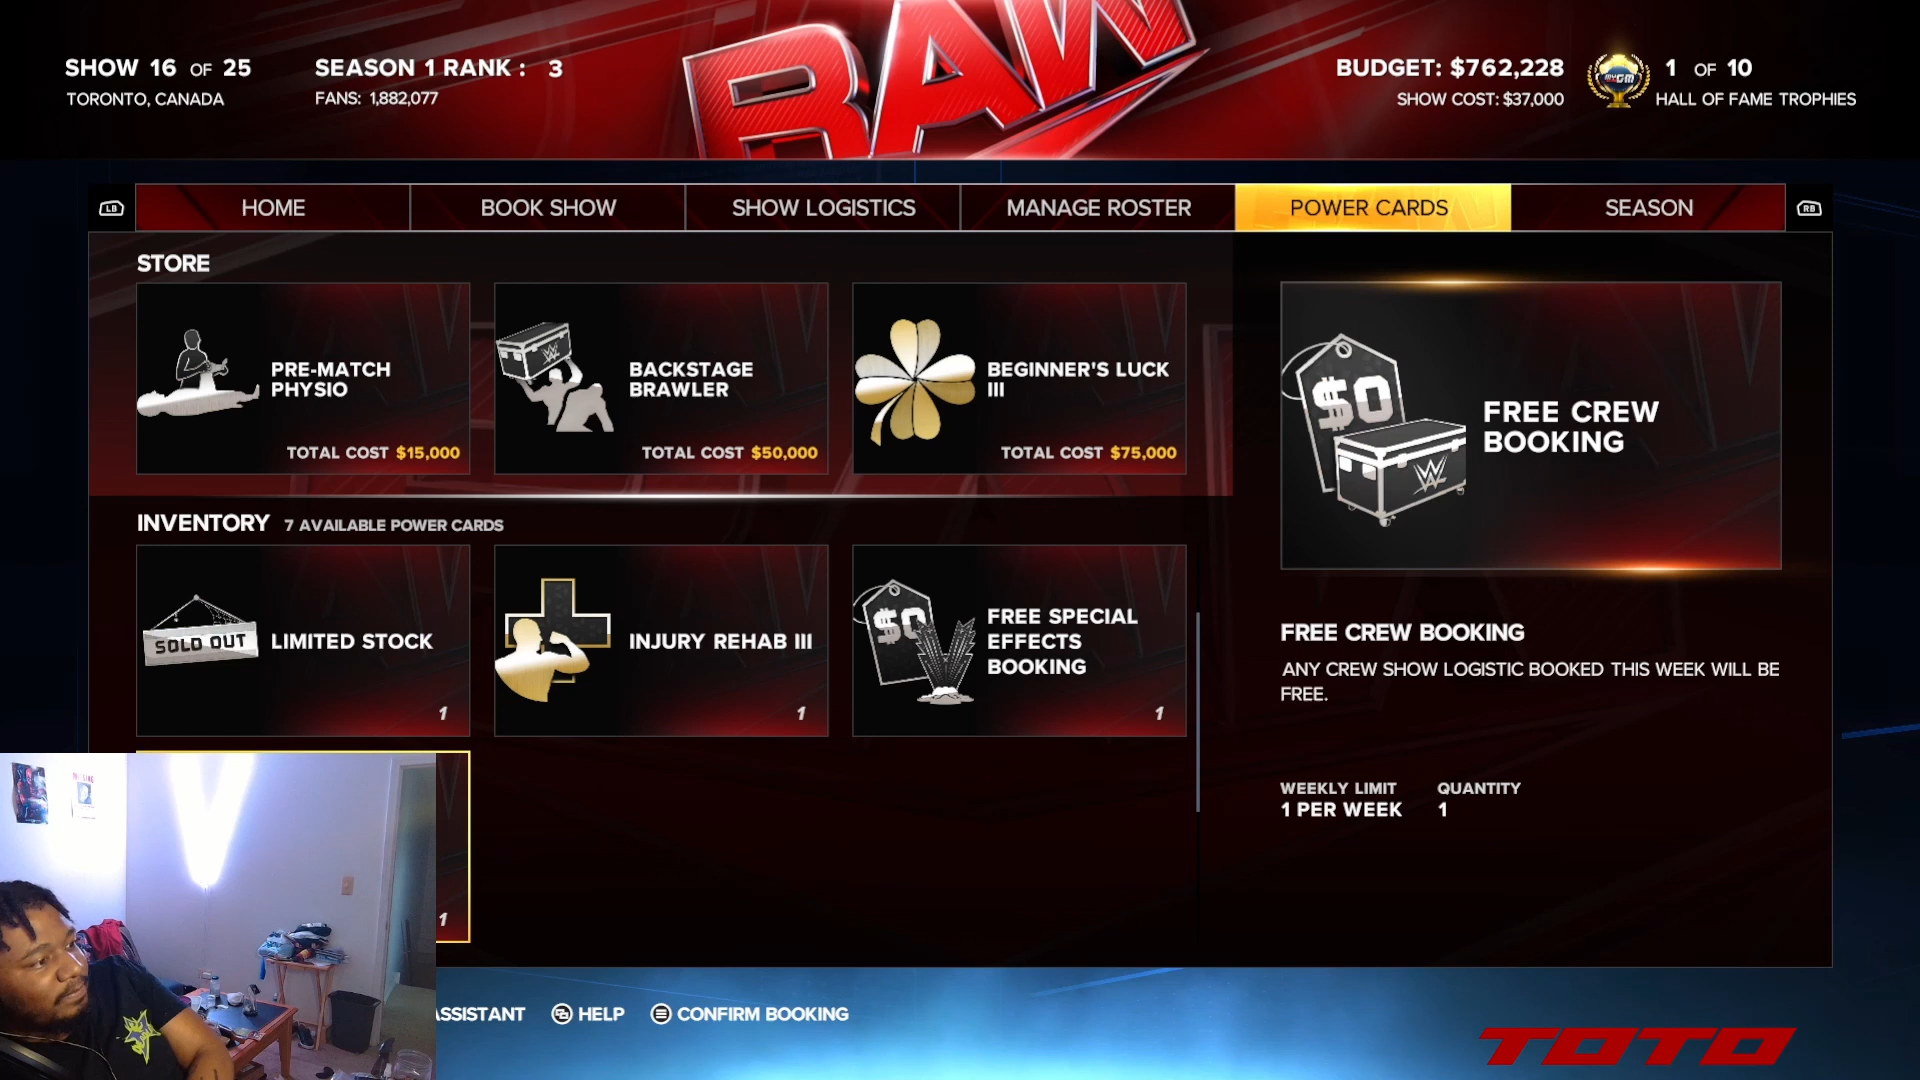 RAW
SHOW 16 OF 25
TORONTO, CANADA
SEASON 1 RANK : 3
FANS: 1,882,077
BUDGET: $762,228
SHOW COST: $37,000
MyGM
1 OF 10
HALL OF FAME TROPHIES
LB
HOME
BOOK SHOW
SHOW LOGISTICS
MANAGE ROSTER
POWER CARDS
SEASON
RB
STORE
PRE-MATCH
PHYSIO
TOTAL COST $15,000
BACKSTAGE
BRAWLER
TOTAL COST $50,000
BEGINNER'S LUCK
III
TOTAL COST $75,000
INVENTORY 7 AVAILABLE POWER CARDS
SOLD OUT
LIMITED STOCK
1
INJURY REHAB III
1
$0
FREE SPECIAL
EFFECTS
BOOKING
1
1
$0
FREE CREW
BOOKING
FREE CREW BOOKING
ANY CREW SHOW LOGISTIC BOOKED THIS WEEK WILL BE
FREE.
WEEKLY LIMIT
1 PER WEEK
QUANTITY
1
ASSISTANT
HELP
CONFIRM BOOKING
TOTO